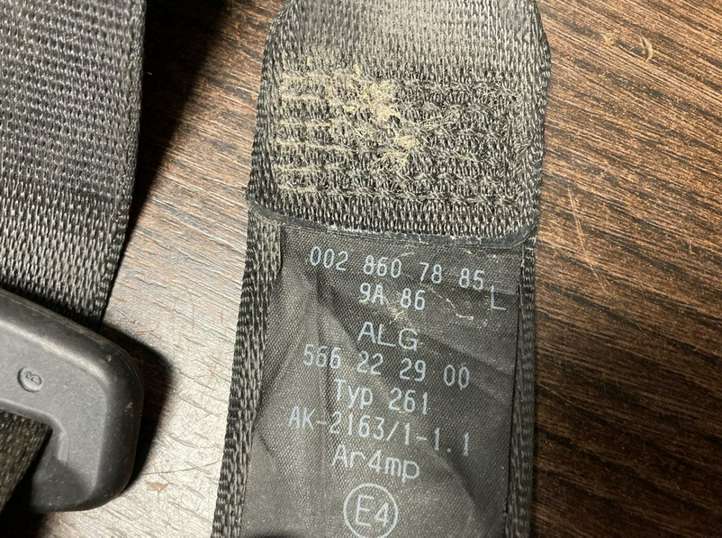 002 860 78 85 L
9A 86
ALG
566 22 29 00
Typ 261
AK-2163/1-1.1
Ar4mp
E4
8